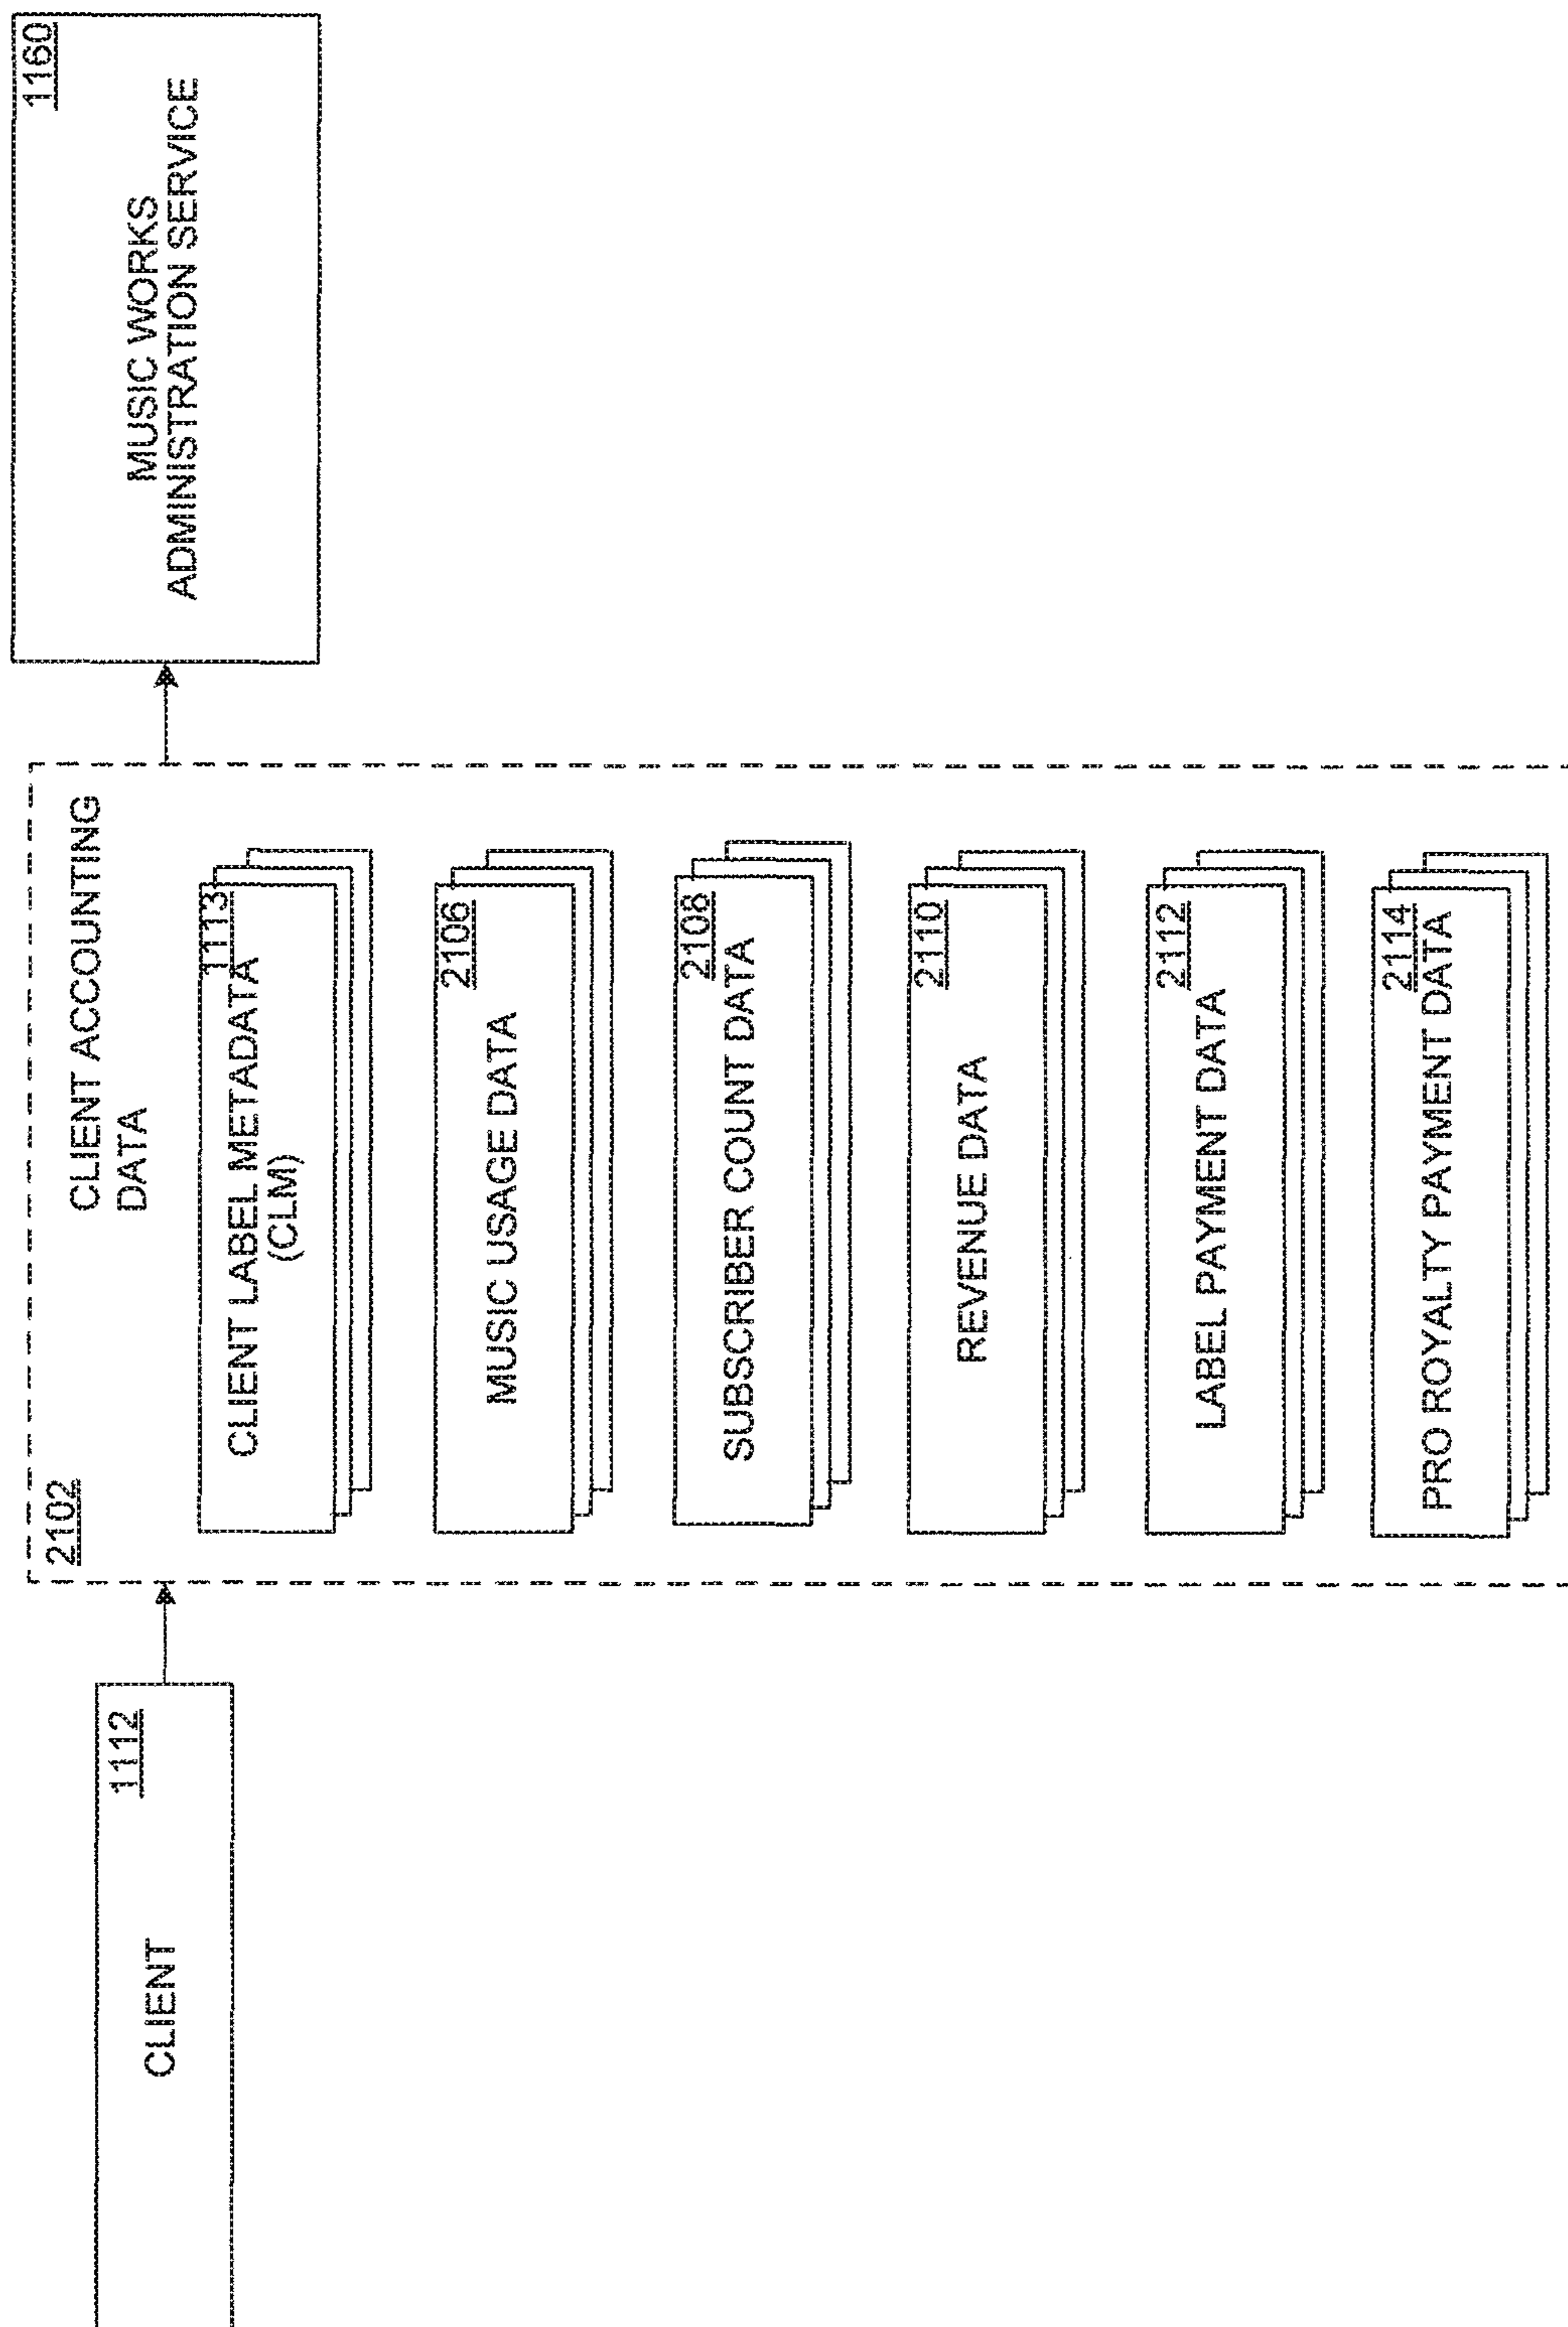 1112
CLIENT
2102
CLIENT ACCOUNTING
DATA
1113
CLIENT LABEL METADATA
(CLM)
2106
MUSIC USAGE DATA
2108
SUBSCRIBER COUNT DATA
2110
REVENUE DATA
2112
LABEL PAYMENT DATA
2114
PRO ROYALTY PAYMENT DATA
1160
MUSIC WORKS
ADMINISTRATION SERVICE